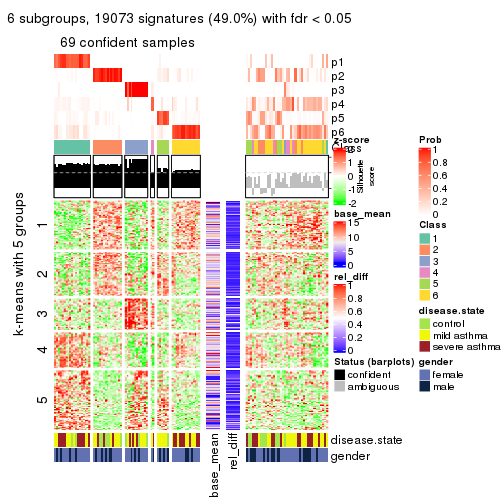 6 subgroups, 19073 signatures (49.0%) with fdr < 0.05
69 confident samples
p1
p2
p3
p4
p5
p6
Class
Silhouette
score
k-means with 5 groups
1
2
3
4
5
base_mean
rel_diff
disease.state
gender
z-score
2
1
0
-1
-2
base_mean
15
10
5
0
rel_diff
1
0.8
0.6
0.4
0.2
0
Status (barplots)
confident
ambiguous
Prob
1
0.8
0.6
0.4
0.2
0
Class
1
2
3
4
5
6
disease.state
control
mild asthma
severe asthma
gender
female
male